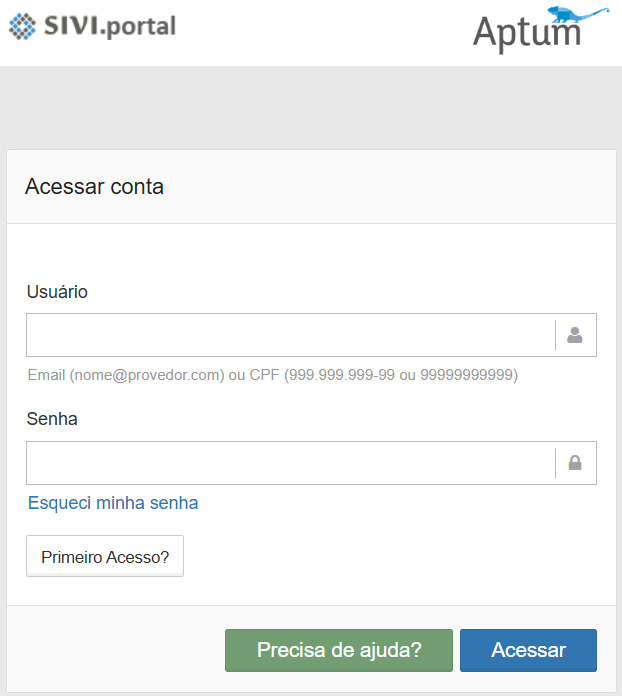 SIVI.portal
Aptum
Acessar conta
Usuário
Email (nome@provedor.com) ou CPF (999.999.999-99 ou 99999999999)
Senha
Esqueci minha senha
Primeiro Acesso?
Precisa de ajuda? Acessar